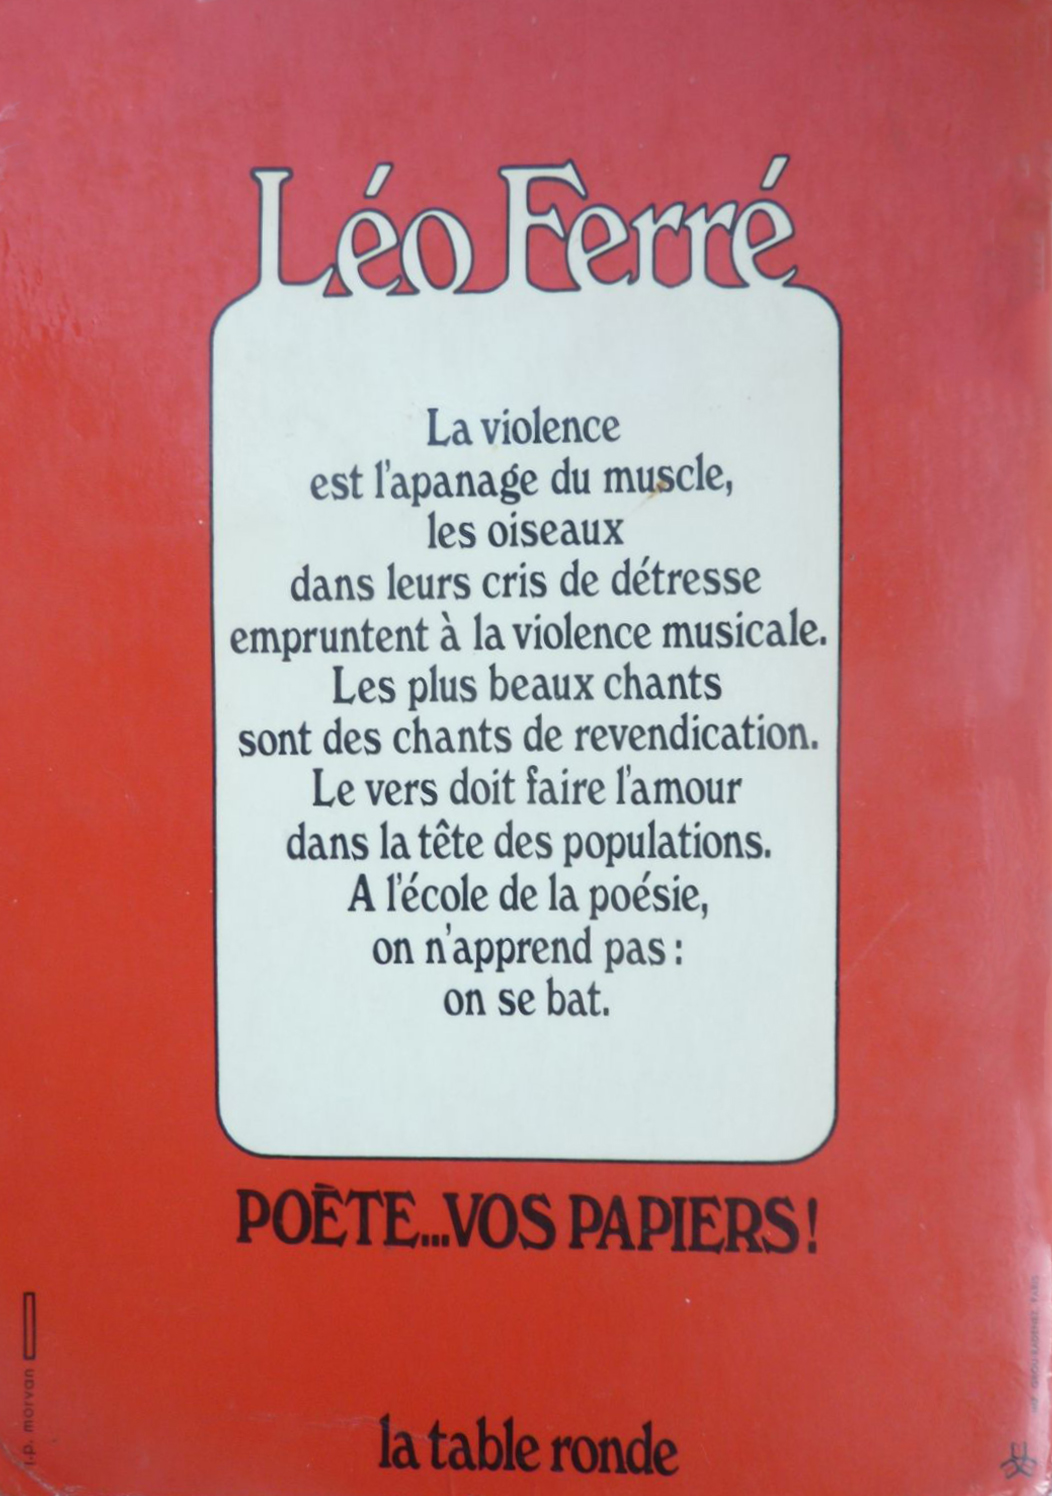 Léo Ferré
La violence
est l'apanage du muscle,
les oiseaux
dans leurs cris de détresse
empruntent à la violence musicale.
Les plus beaux chants
sont des chants de revendication.
Le vers doit faire l'amour
dans la tête des populations.
A l'école de la poésie,
on n'apprend pas :
on se bat.
POÈTE...VOS PAPIERS!
morvan
la table ronde